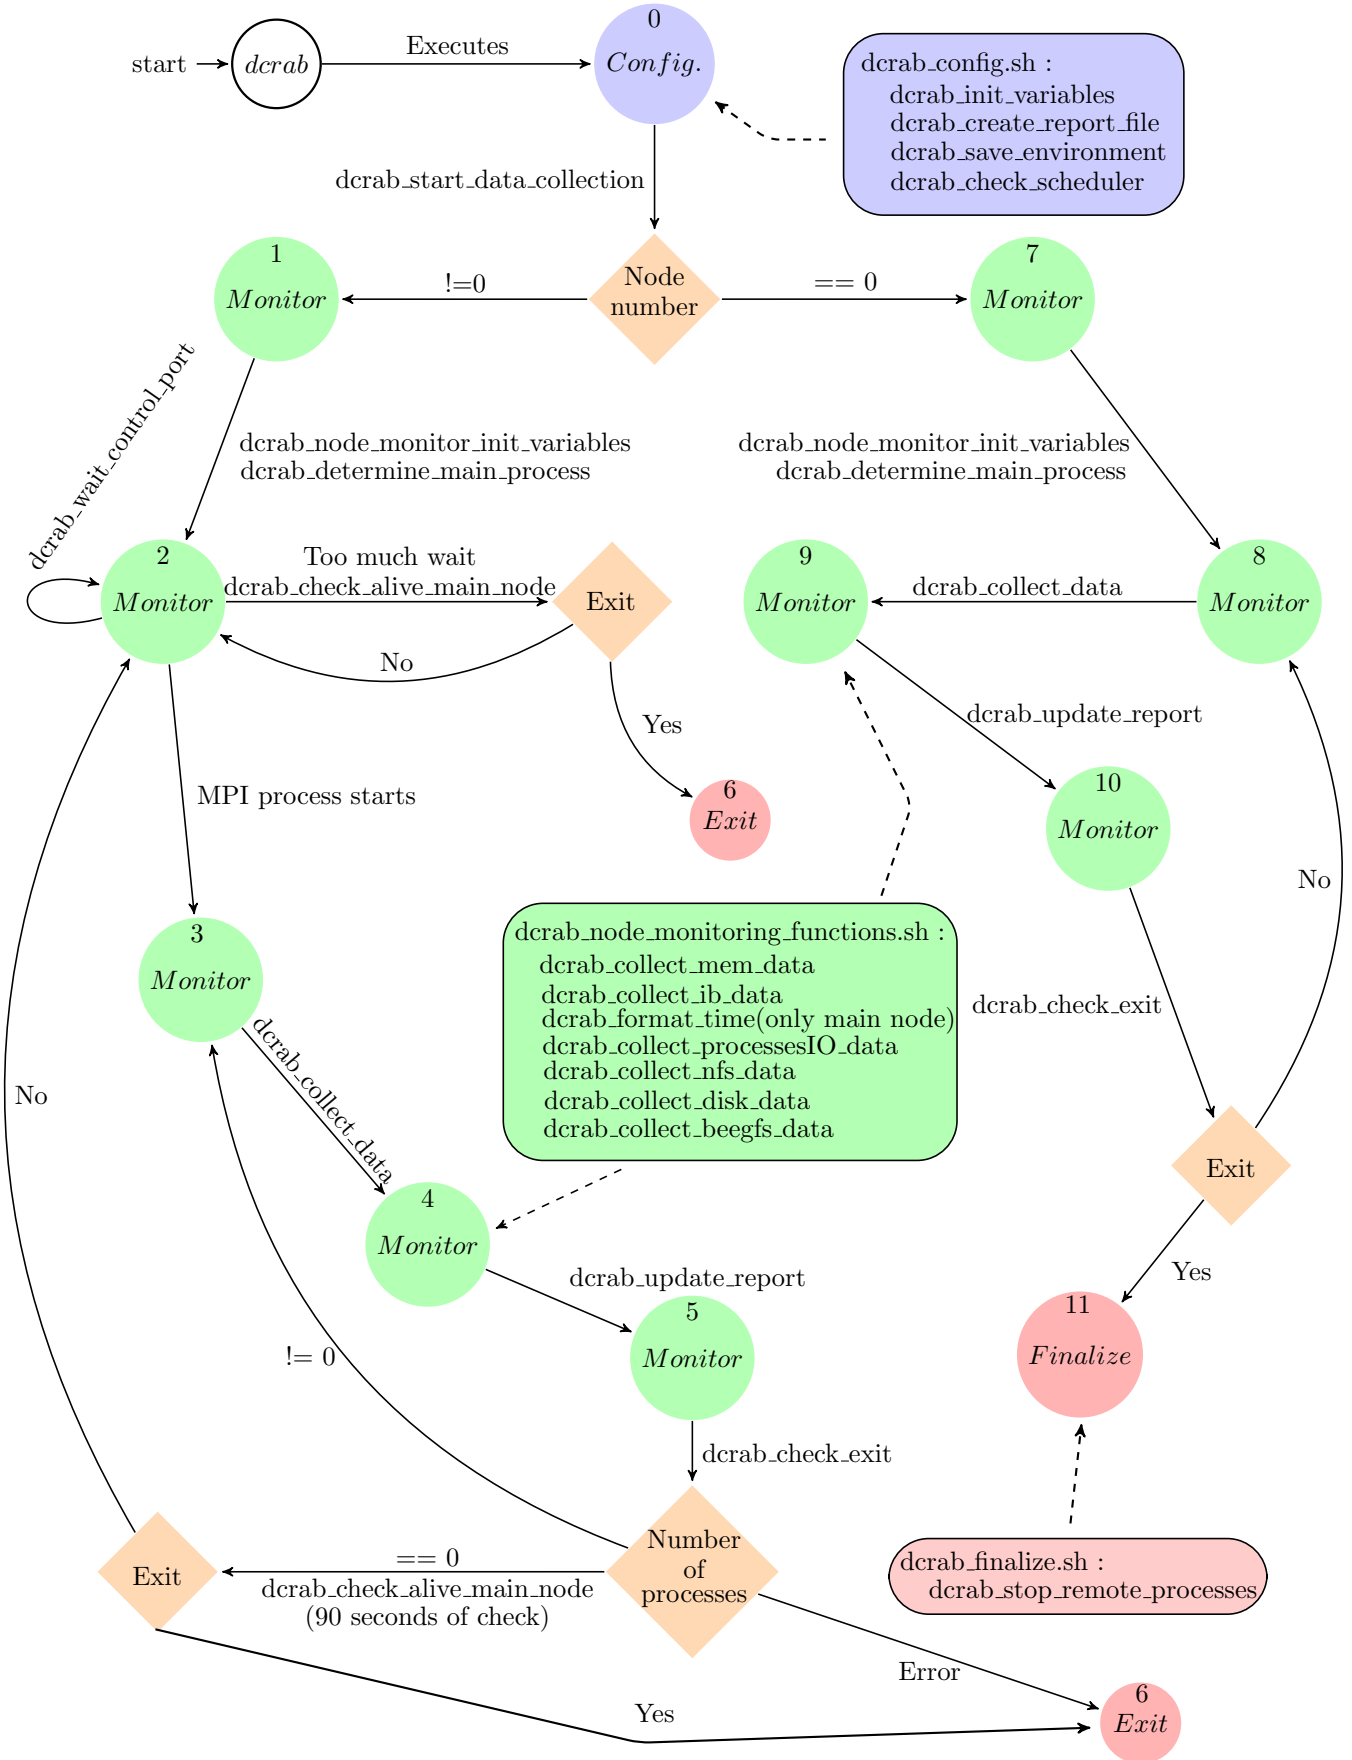 0
start
dcrab
Executes
Config.
dcrab_config.sh :
dcrab_init_variables
dcrab_create_report_file
dcrab_save_environment
dcrab_check_scheduler
dcrab_start_data_collection
1
Monitor
!=0
Node
number
== 0
7
Monitor
dcrab_wait_control_port
dcrab_node_monitor_init_variables
dcrab_determine_main_process
dcrab_node_monitor_init_variables
dcrab_determine_main_process
2
Monitor
Too much wait
dcrab_check_alive_main_node
Exit
9
Monitor
dcrab_collect_data
8
Monitor
No
Yes
dcrab_update_report
MPI process starts
6
Exit
10
Monitor
No
3
Monitor
dcrab_node_monitoring_functions.sh :
dcrab_collect_mem_data
dcrab_collect_ib_data
dcrab_format_time(only main node)
dcrab_collect_processesIO_data
dcrab_collect_nfs_data
dcrab_collect_disk_data
dcrab_collect_beegfs_data
dcrab_check_exit
No
dcrab_collect_data
Exit
4
Monitor
dcrab_update_report
Yes
5
Monitor
11
Finalize
!= 0
dcrab_check_exit
Exit
== 0
dcrab_check_alive_main_node
(90 seconds of check)
Number
of
processes
dcrab_finalize.sh :
dcrab_stop_remote_processes
Error
Yes
6
Exit